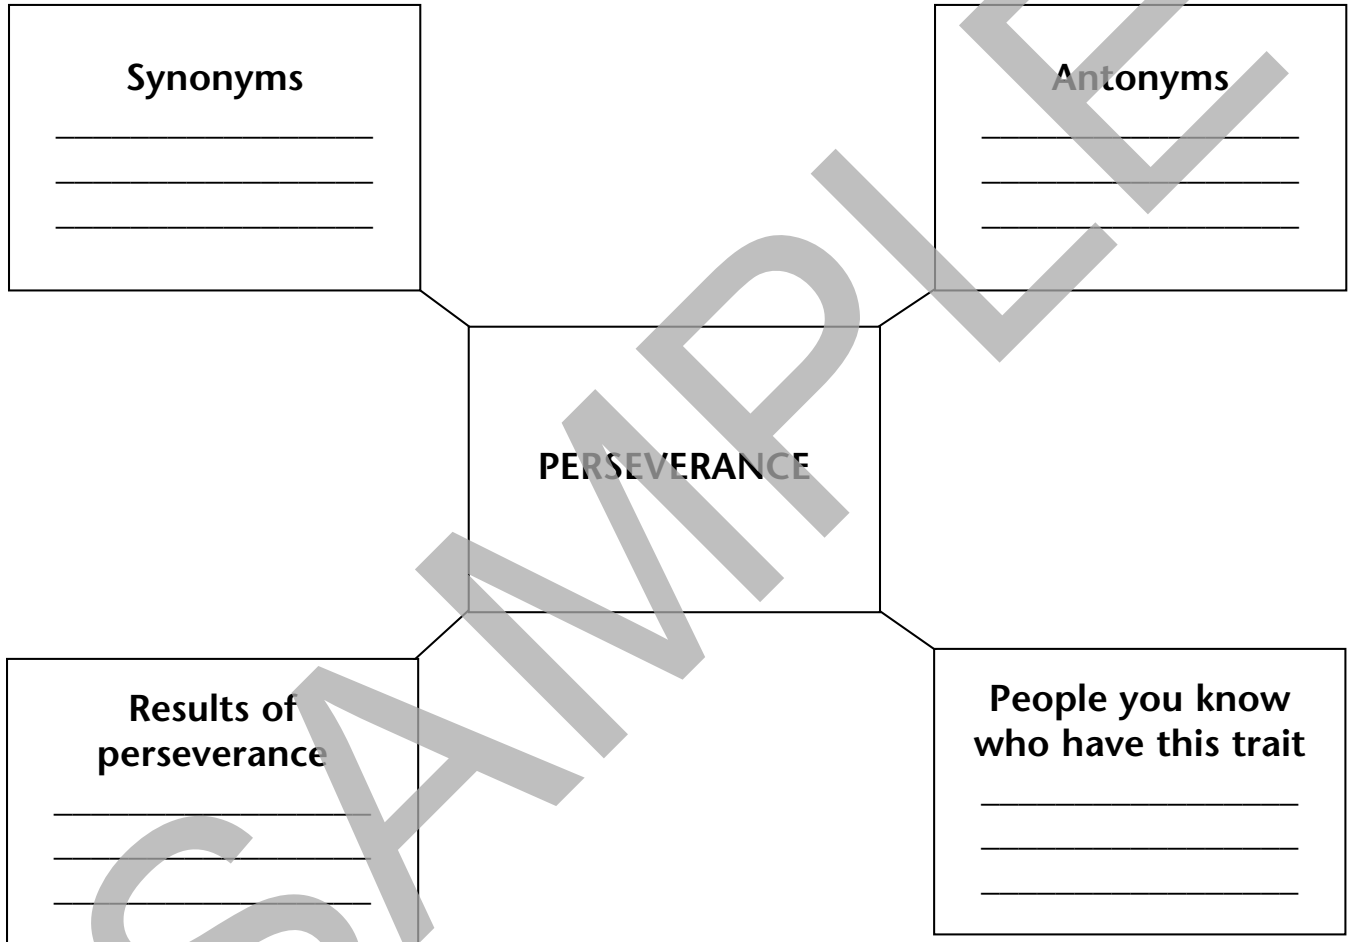 Synonyms
Antonyms
PERSEVERANCE
Results of
perseverance
People you know
who have this trait
SAMPLE